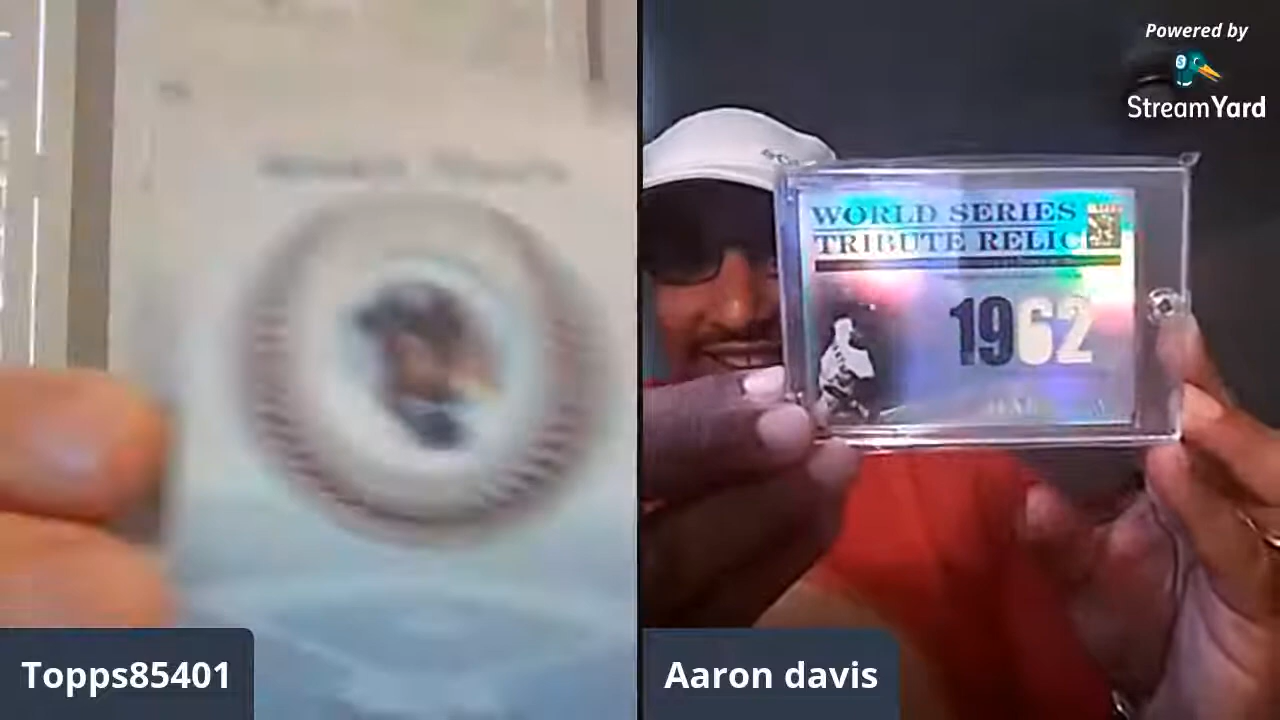 Powered by
StreamYard
WORLD SERIES
TRIBUTE RELIC
1962
Topps85401
Aaron davis